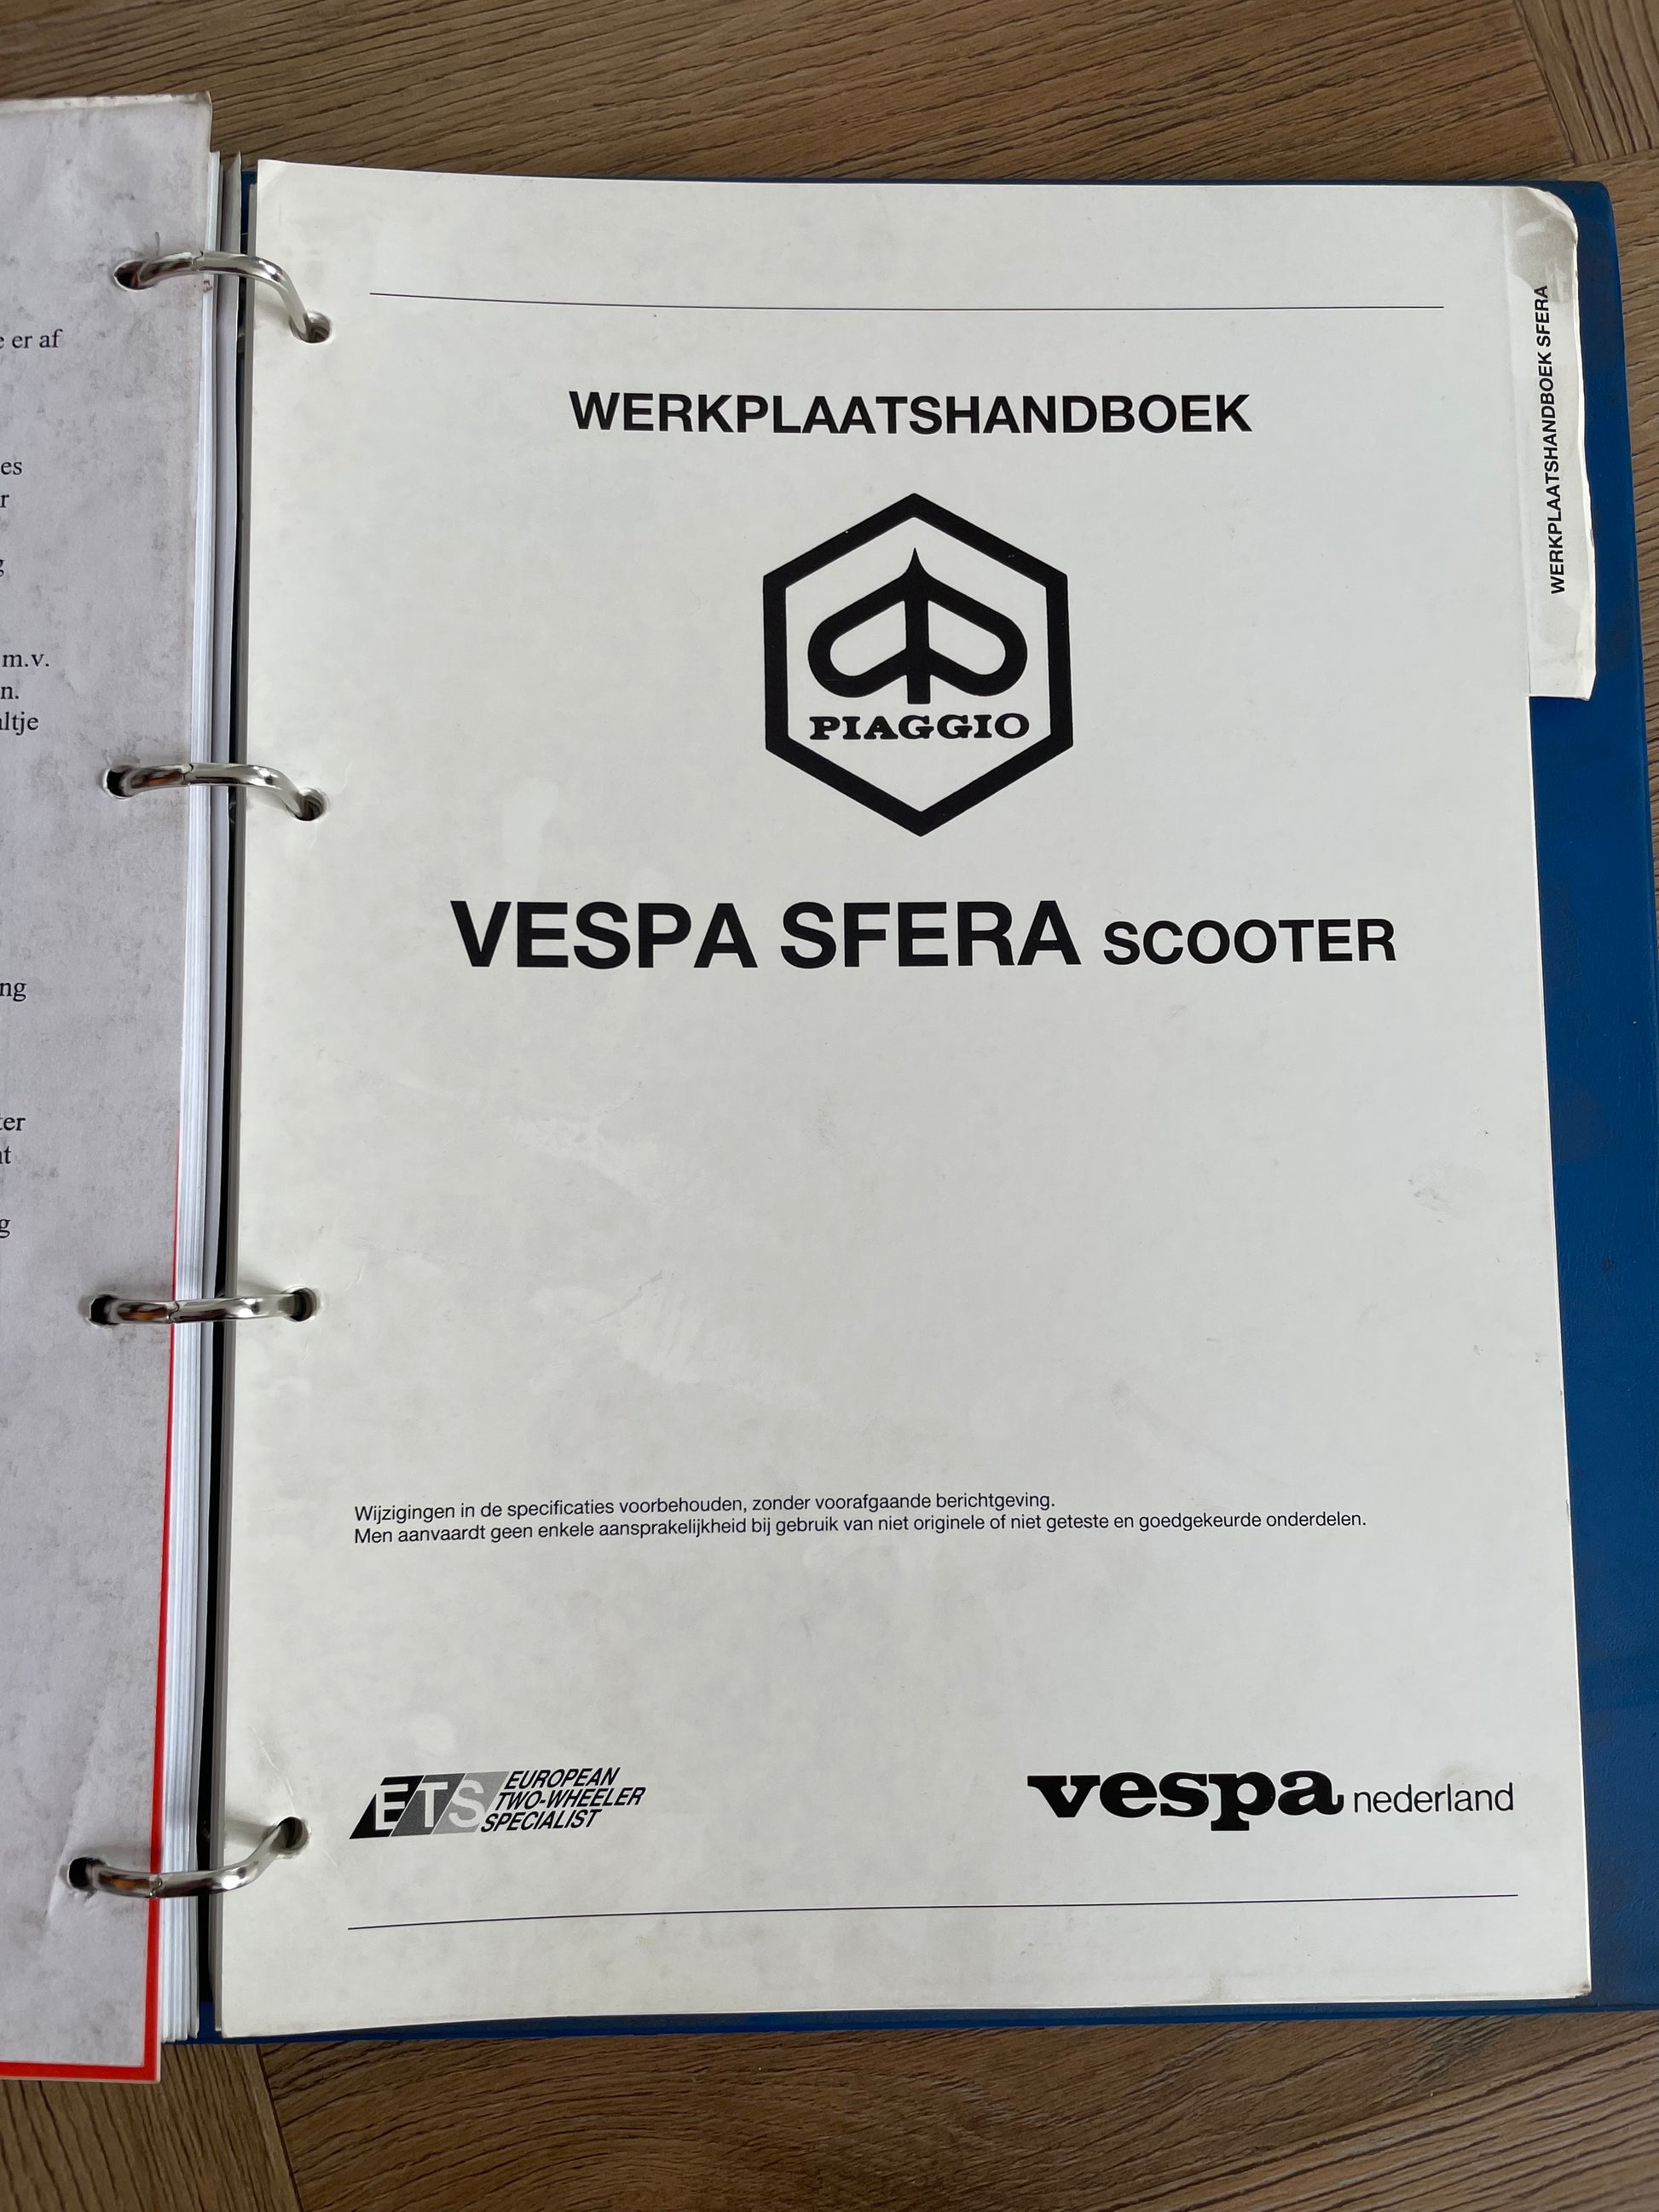 e er af
es
r
g
m.v.
n.
ltje
ng
ter
nt
g
WERKPLAATSHANDBOEK SFERA
WERKPLAATSHANDBOEK
PIAGGIO
VESPA SFERA SCOOTER
Wijzigingen in de specificaties voorbehouden, zonder voorafgaande berichtgeving.
Men aanvaardt geen enkele aansprakelijkheid bij gebruik van niet originele of niet geteste en goedgekeurde onderdelen.
ETS EUROPEAN
TWO-WHEELER
SPECIALIST
vespa nederland